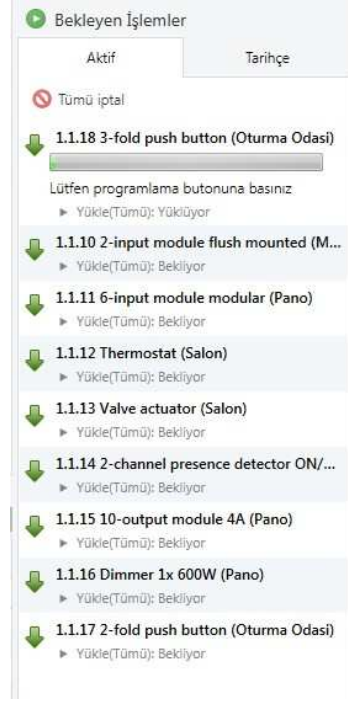 Bekleyen İşlemler
Aktif
Tarihçe
Tümü iptal
1.1.18 3-fold push button (Oturma Odasi)
Lütfen programlama butonuna basınız
Yükle(Tümü): Yüklüyor
1.1.10 2-input module flush mounted (M...
Yükle(Tümü): Bekliyor
1.1.11 6-input module modular (Pano)
Yükle(Tümü): Bekliyor
1.1.12 Thermostat (Salon)
Yükle(Tümü): Bekliyor
1.1.13 Valve actuator (Salon)
Yükle(Tümü): Bekliyor
1.1.14 2-channel presence detector ON/...
Yükle(Tümü): Bekliyor
1.1.15 10-output module 4A (Pano)
Yükle(Tümü): Bekliyor
1.1.16 Dimmer 1x 600W (Pano)
Yükle(Tümü): Bekliyor
1.1.17 2-fold push button (Oturma Odasi)
Yükle(Tümü): Bekliyor